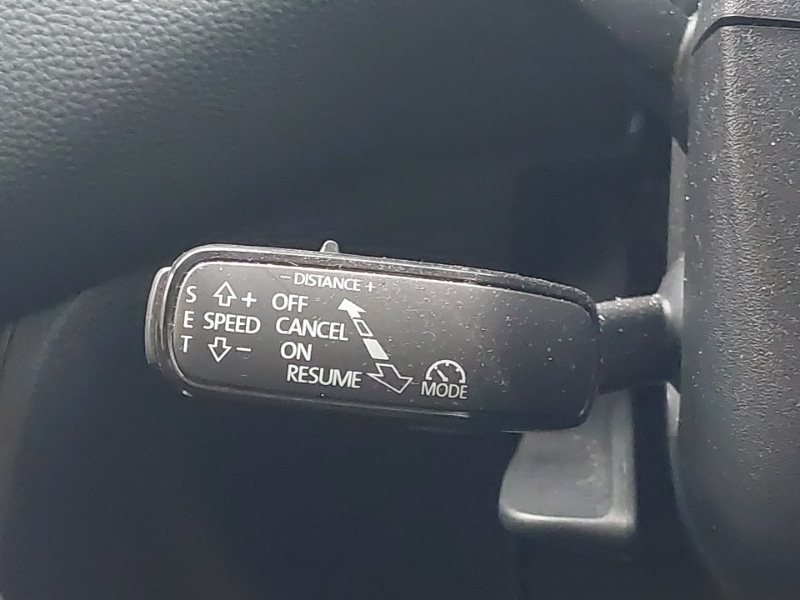 − DISTANCE +
S + OFF
E SPEED CANCEL
T − ON
RESUME
MODE